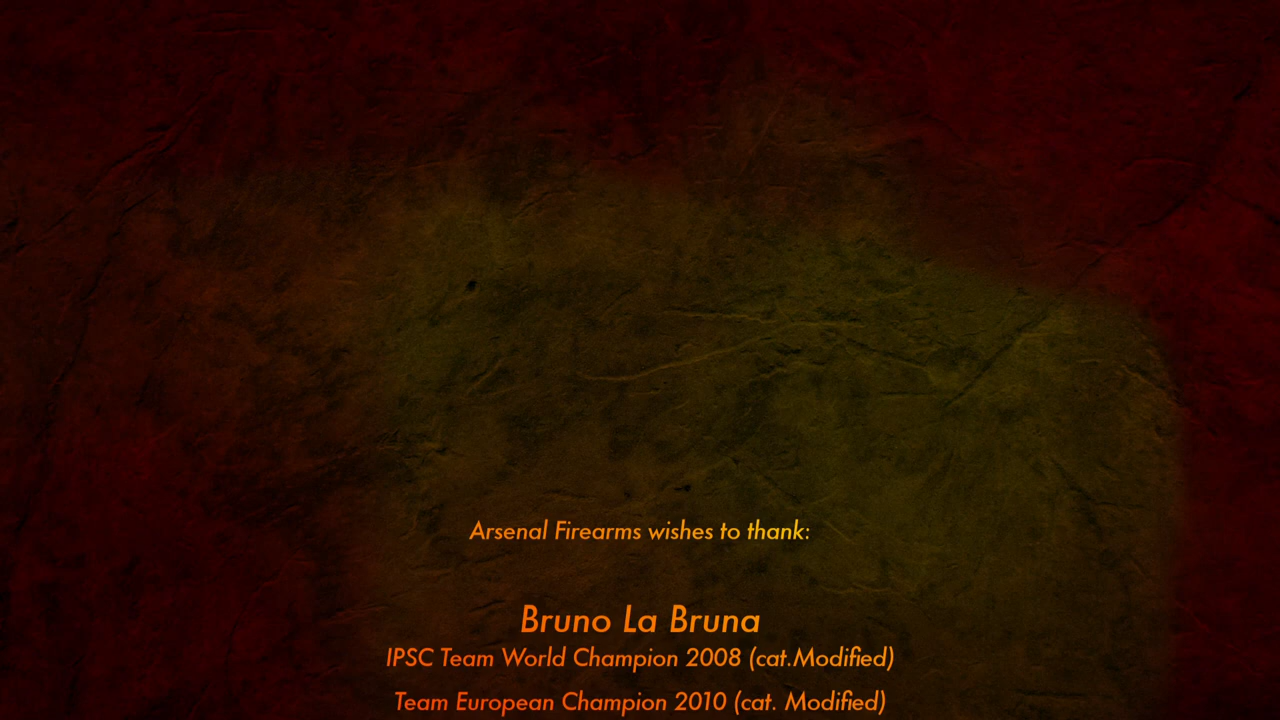 Arsenal Firearms wishes to thank:
Bruno La Bruna
IPSC Team World Champion 2008 (cat.Modified)
Team European Champion 2010 (cat. Modified)